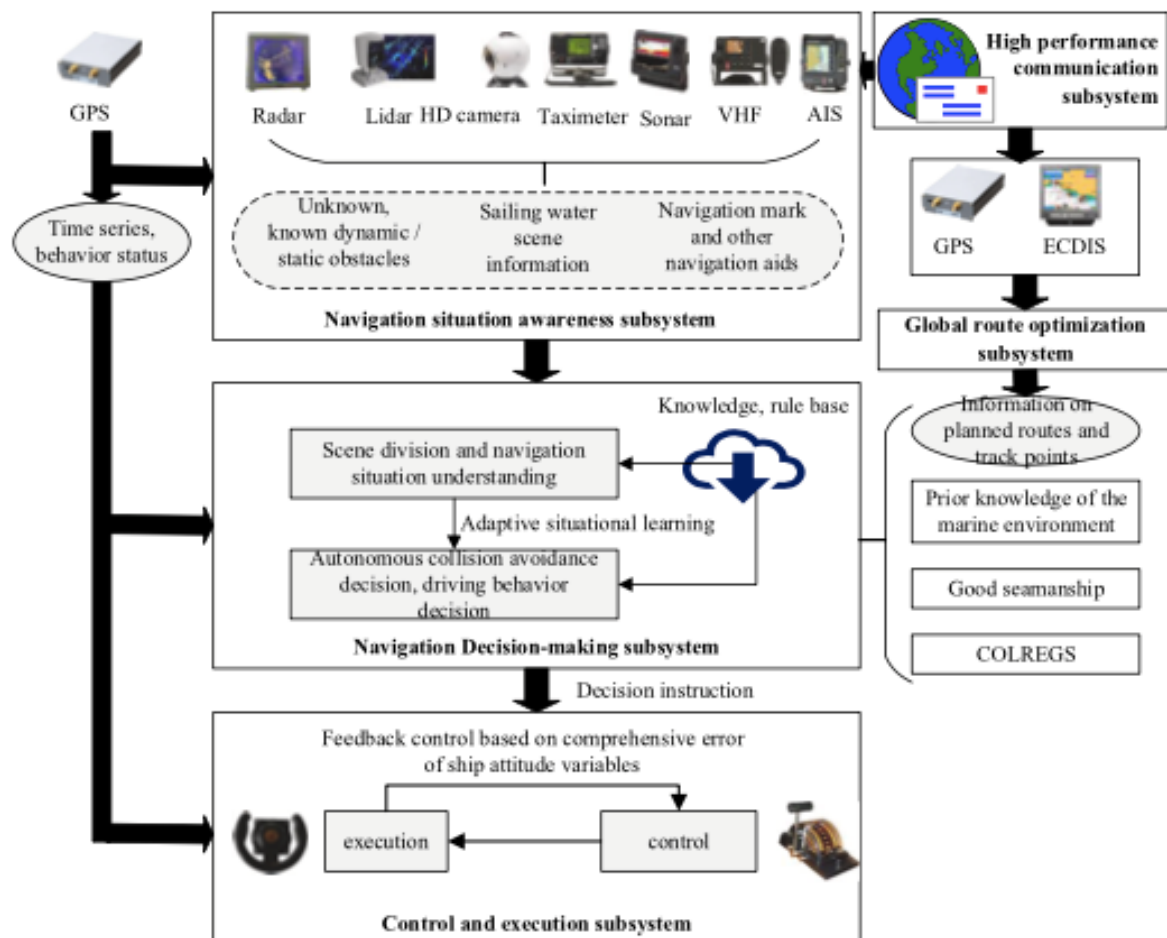 GPS
Time series,
behavior status
Radar
Lidar
HD camera
Taximeter
Sonar
VHF
AIS
Unknown,
known dynamic /
static obstacles
Sailing water
scene
information
Navigation mark
and other
navigation aids
Navigation situation awareness subsystem
High performance
communication
subsystem
GPS
ECDIS
Global route optimization
subsystem
Information on
planned routes and
track points
Prior knowledge of the
marine environment
Good seamanship
COLREGS
Knowledge, rule base
Scene division and navigation
situation understanding
Adaptive situational learning
Autonomous collision avoidance
decision, driving behavior
decision
Navigation Decision-making subsystem
Decision instruction
Feedback control based on comprehensive error
of ship attitude variables
execution
control
Control and execution subsystem